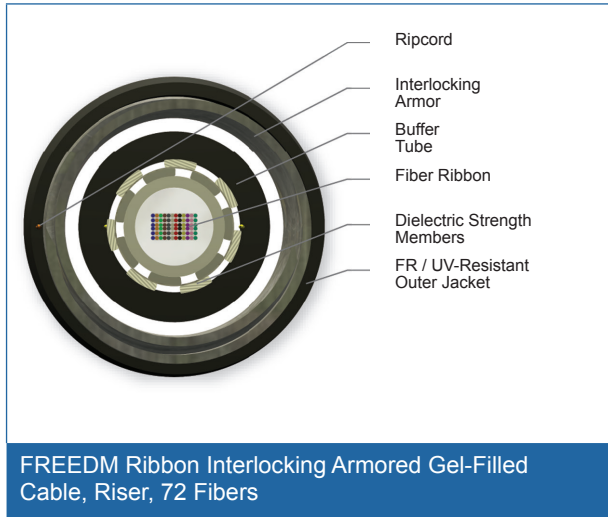 Ripcord
Interlocking
Armor
Buffer
Tube
Fiber Ribbon
Dielectric Strength
Members
FR / UV-Resistant
Outer Jacket
FREEDM Ribbon Interlocking Armored Gel-Filled
Cable, Riser, 72 Fibers